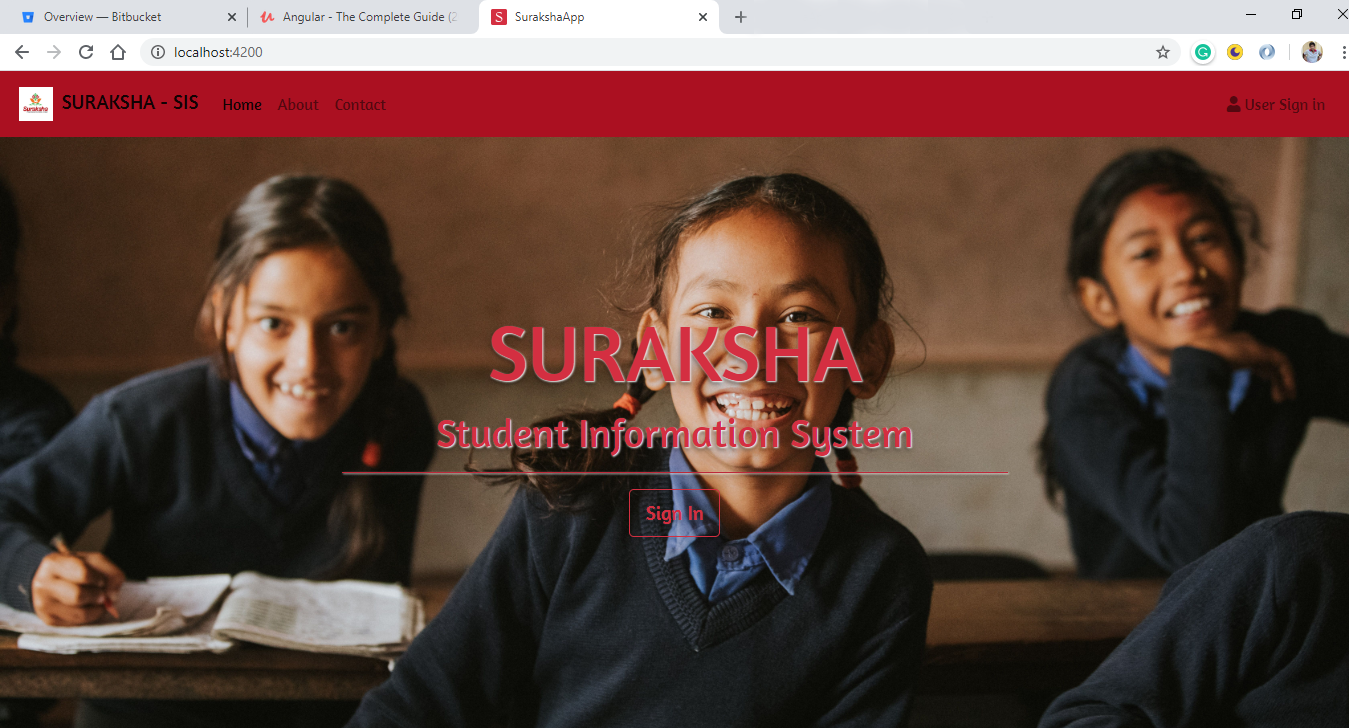 Overview — Bitbucket
Angular - The Complete Guide (2
S SurakshaApp
localhost:4200
Suraksha
SURAKSHA - SIS Home About Contact User Sign in
SURAKSHA
Student Information System
Sign In